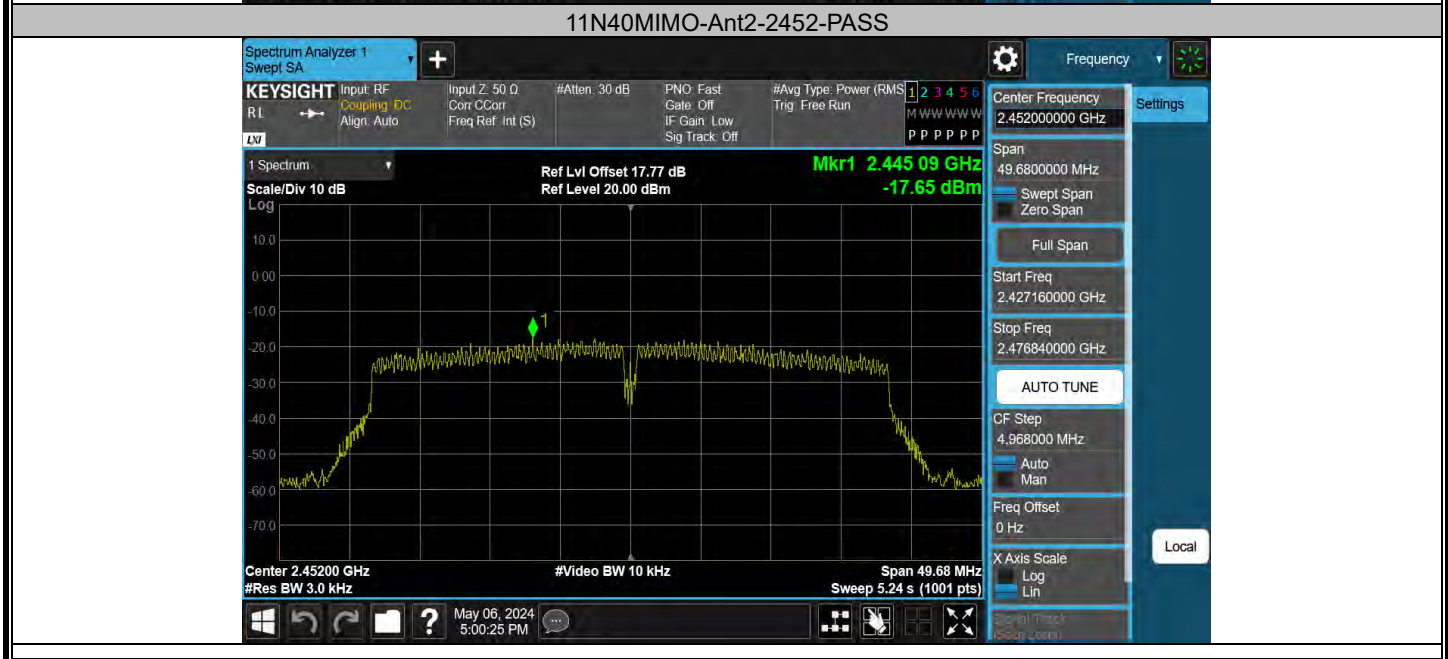 11N40MIMO-Ant2-2452-PASS
Spectrum Analyzer 1
Swept SA
+
Frequency
KEYSIGHT
RL
LXI
Input: RF
Coupling: DC
Align: Auto
Input Z: 50 Ω
Corr CCorr
Freq Ref: Int (S)
#Atten: 30 dB
PNO: Fast
Gate: Off
IF Gain: Low
Sig Track: Off
#Avg Type: Power (RMS
Trig: Free Run
1 2 3 4 5 6
M W W W W W
P P P P P P
Center Frequency
2.452000000 GHz
Settings
1 Spectrum
Scale/Div 10 dB
Log
Ref Lvl Offset 17.77 dB
Ref Level 20.00 dBm
Mkr1 2.445 09 GHz
-17.65 dBm
10.0
0.00
-10.0
-20.0
-30.0
-40.0
-50.0
-60.0
-70.0
1
Center 2.45200 GHz
#Res BW 3.0 kHz
#Video BW 10 kHz
Span 49.68 MHz
Sweep 5.24 s (1001 pts)
Span
49.6800000 MHz
Swept Span
Zero Span
Full Span
Start Freq
2.427160000 GHz
Stop Freq
2.476840000 GHz
AUTO TUNE
CF Step
4.968000 MHz
Auto
Man
Freq Offset
0 Hz
X Axis Scale
Log
Lin
Signal Track
(Span Zoom)
Local
?
May 06, 2024
5:00:25 PM